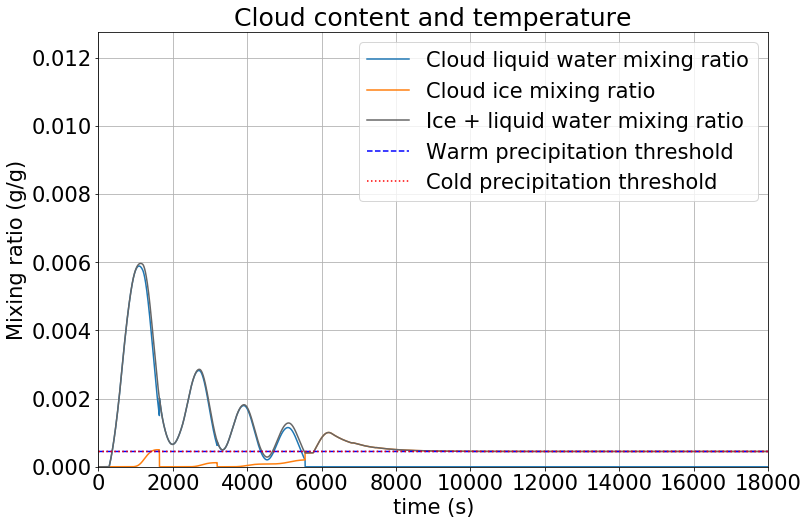 Cloud content and temperature
Mixing ratio (g/g)
0.012
0.010
0.008
0.006
0.004
0.002
0.000
Cloud liquid water mixing ratio
Cloud ice mixing ratio
Ice + liquid water mixing ratio
Warm precipitation threshold
Cold precipitation threshold
0 2000 4000 6000 8000 10000 12000 14000 16000 18000
time (s)